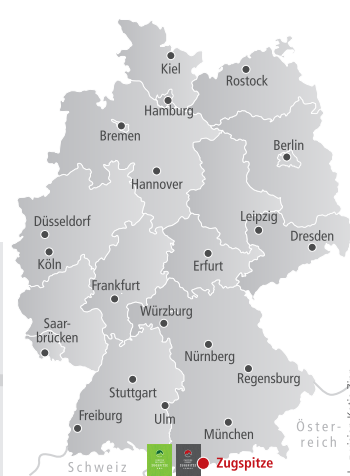 Kiel
Rostock
Hamburg
Bremen
Berlin
Hannover
Leipzig
Düsseldorf
Dresden
Köln
Erfurt
Frankfurt
Würzburg
Saar-
brücken
Nürnberg
Regensburg
Stuttgart
Freiburg
Ulm
München
Öster-
reich
Zugspitze
Schweiz